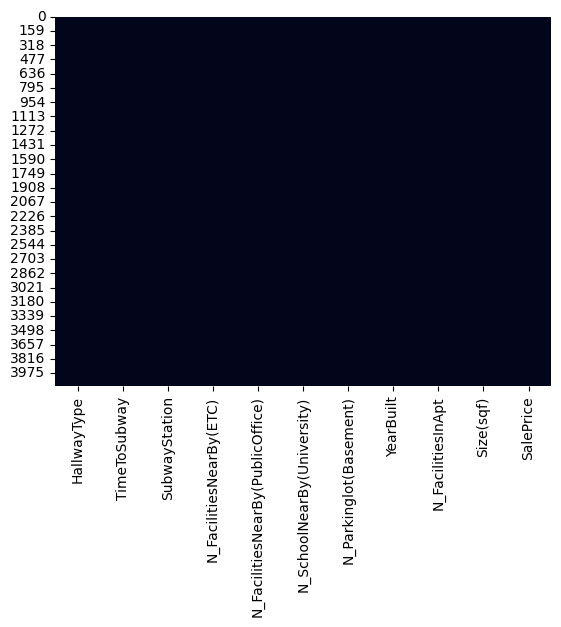 0
159
318
477
636
795
954
1113
1272
1431
1590
1749
1908
2067
2226
2385
2544
2703
2862
3021
3180
3339
3498
3657
3816
3975
HallwayType
TimeToSubway
SubwayStation
N_FacilitiesNearBy(ETC)
N_FacilitiesNearBy(PublicOffice)
N_SchoolNearBy(University)
N_Parkinglot(Basement)
YearBuilt
N_FacilitiesInApt
Size(sqf)
SalePrice